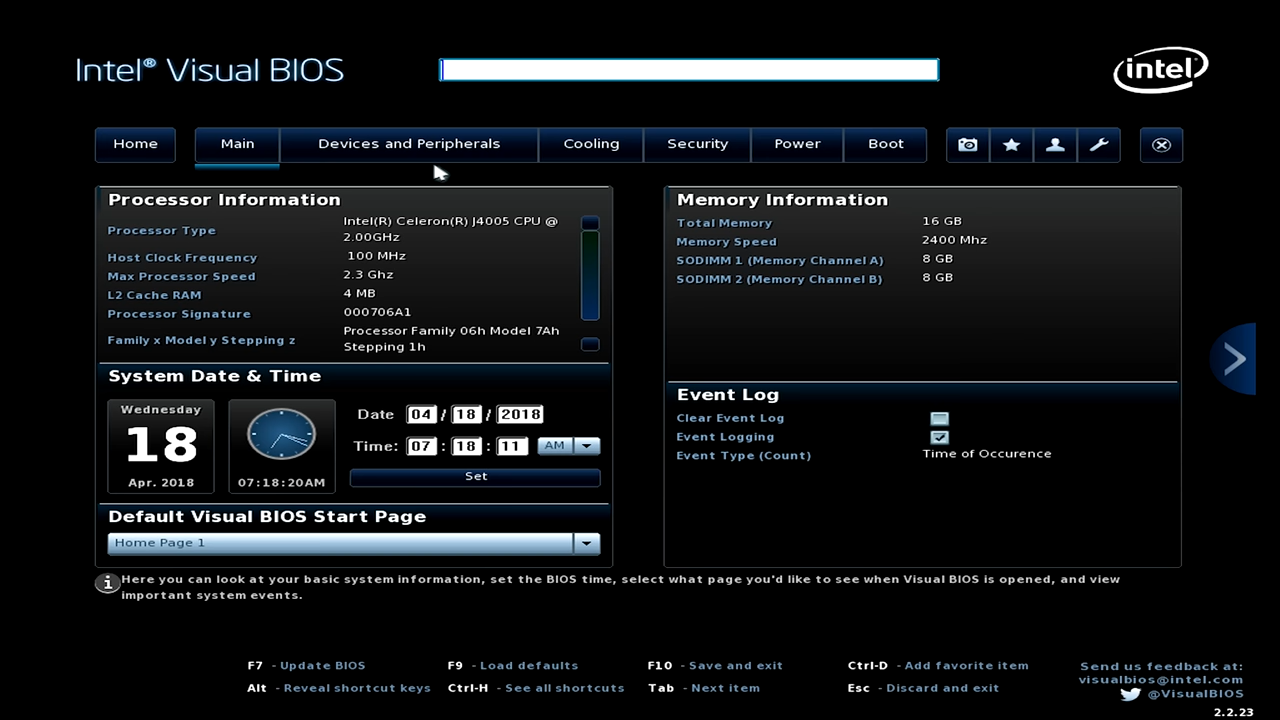 Intel® Visual BIOS
intel
Home Main Devices and Peripherals Cooling Security Power Boot
Processor Information
Processor Type Intel(R) Celeron(R) J4005 CPU @
2.00GHz
Host Clock Frequency 100 MHz
Max Processor Speed 2.3 Ghz
L2 Cache RAM 4 MB
Processor Signature 000706A1
Family x Model y Stepping z Processor Family 06h Model 7Ah
Stepping 1h
System Date & Time
Wednesday
18
Apr. 2018
07:18:20AM
Date 04 / 18 / 2018
Time: 07 : 18 : 11 AM
Set
Default Visual BIOS Start Page
Home Page 1
Memory Information
Total Memory 16 GB
Memory Speed 2400 Mhz
SODIMM 1 (Memory Channel A) 8 GB
SODIMM 2 (Memory Channel B) 8 GB
Event Log
Clear Event Log
Event Logging
Event Type (Count) Time of Occurence
Here you can look at your basic system information, set the BIOS time, select what page you'd like to see when Visual BIOS is opened, and view
important system events.
F7 - Update BIOS F9 - Load defaults F10 - Save and exit Ctrl-D - Add favorite item
Alt - Reveal shortcut keys Ctrl-H - See all shortcuts Tab - Next item Esc - Discard and exit
Send us feedback at:
visualbios@intel.com
@VisualBIOS
2.2.23